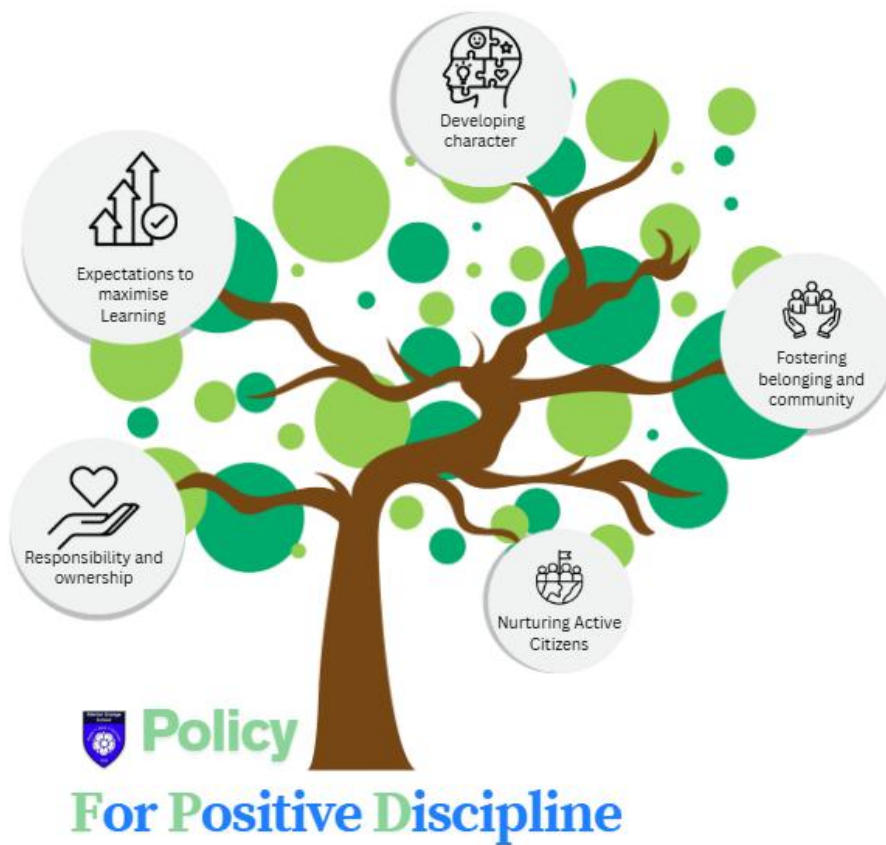 Developing
character
Expectations to
maximise
Learning
Fostering
belonging and
community
Responsibility and
ownership
Nurturing Active
Citizens
Policy
For Positive Discipline